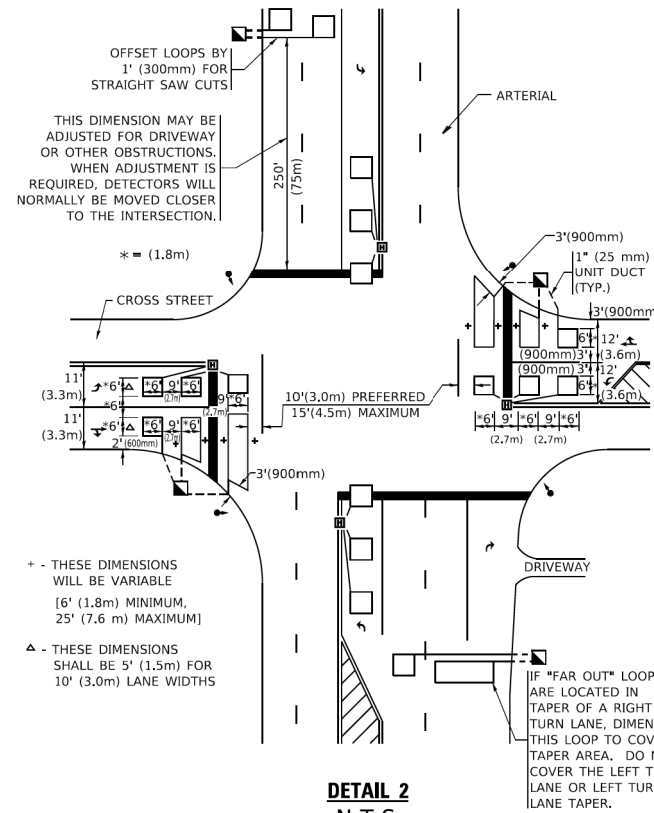 OFFSET LOOPS BY
1' (300mm) FOR
STRAIGHT SAW CUTS
THIS DIMENSION MAY BE
ADJUSTED FOR DRIVEWAY
OR OTHER OBSTRUCTIONS.
WHEN ADJUSTMENT IS
REQUIRED, DETECTORS WILL
NORMALLY BE MOVED CLOSER
TO THE INTERSECTION.
* = (1.8m)
250'
(75m)
ARTERIAL
CROSS STREET
3'(900mm)
1" (25 mm)
UNIT DUCT
(TYP.)
3'(900mm
+ + +
6' * 12'
(900mm) 3' (3.6m)
(900mm) 3' 12'
6' * (3.6m)
H
*6' 9' *6' 9' *6'
(2.7m) (2.7m)
10'(3.0m) PREFERRED
15'(4.5m) MAXIMUM
H
11' *6' △ *6' 9' *6'
(3.3m) (2.7m) 9' *6'
*6' (2.7m)
11' *6' △ *6' 9' *6'
(3.3m) (2.7m)
2' (600mm) + + +
3'(900mm)
H
H
+ - THESE DIMENSIONS
WILL BE VARIABLE
[6' (1.8m) MINIMUM,
25' (7.6 m) MAXIMUM]
△ - THESE DIMENSIONS
SHALL BE 5' (1.5m) FOR
10' (3.0m) LANE WIDTHS
DRIVEWAY
IF "FAR OUT" LOOP
ARE LOCATED IN
TAPER OF A RIGHT
TURN LANE, DIMEN
THIS LOOP TO COV
TAPER AREA. DO
COVER THE LEFT T
LANE OR LEFT TUR
LANE TAPER.
DETAIL 2
N.T.S.